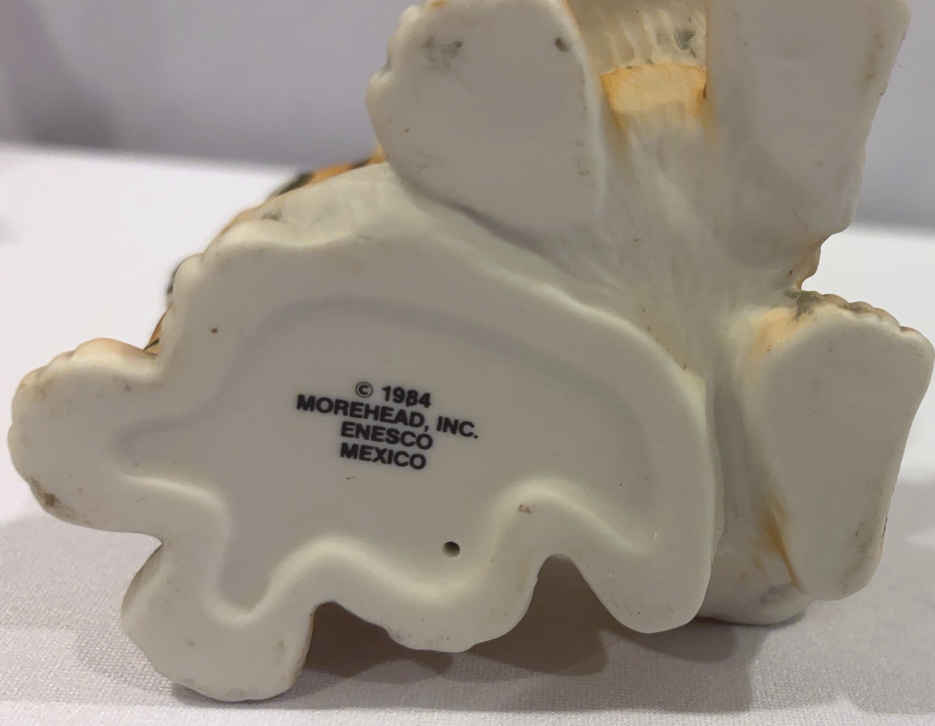 © 1984
MOREHEAD, INC.
ENESCO
MEXICO